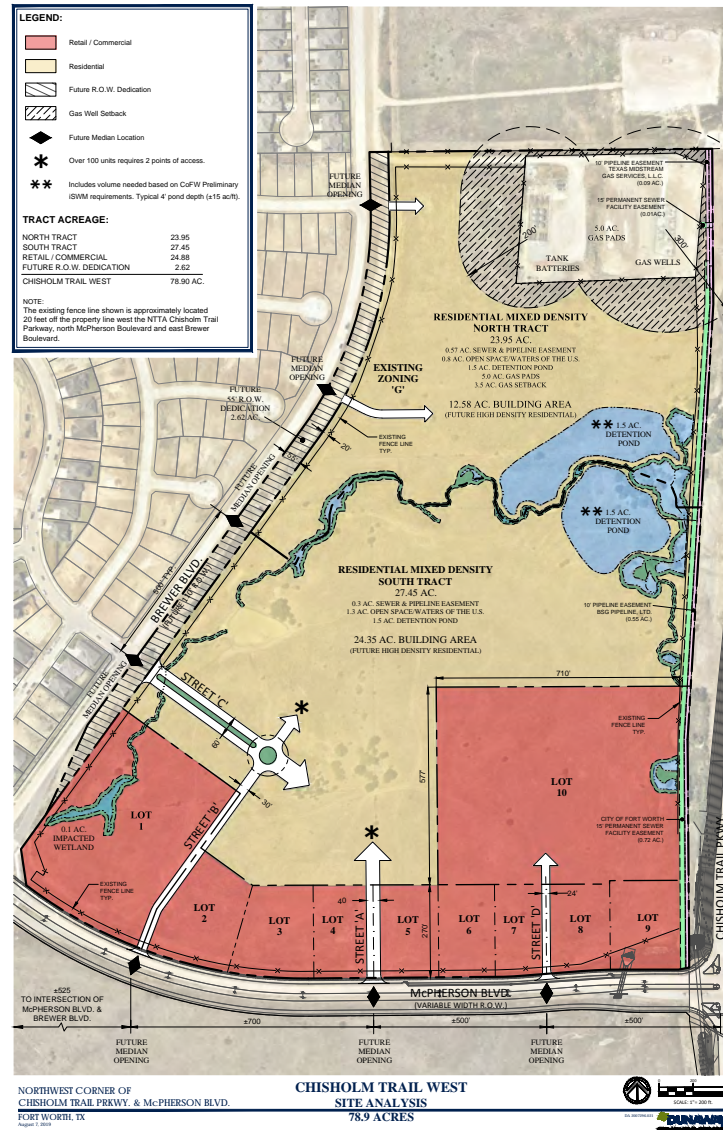 LEGEND:
Retail / Commercial
Residential
Future R.O.W. Dedication
Gas Well Setback
Future Median Location
* Over 100 units requires 2 points of access.
** Includes volume needed based on CoFW Preliminary
iSWM requirements. Typical 4' pond depth (±15 ac/ft).
TRACT ACREAGE:
NORTH TRACT 23.95
SOUTH TRACT 27.45
RETAIL / COMMERCIAL 24.88
FUTURE R.O.W. DEDICATION 2.62
CHISHOLM TRAIL WEST 78.90 AC.
NOTE:
The existing fence line shown is approximately located
20 feet off the property line west the NTTA Chisholm Trail
Parkway, north McPherson Boulevard and east Brewer
Boulevard.
FUTURE
MEDIAN
OPENING
10' PIPELINE EASEMENT
TEXAS MIDSTREAM
GAS SERVICES, L.L.C.
(0.09 AC.)
15' PERMANENT SEWER
FACILITY EASEMENT
(0.01AC.)
200'
5.0 AC.
GAS PADS
300'
TANK
BATTERIES
GAS WELLS
RESIDENTIAL MIXED DENSITY
NORTH TRACT
23.95 AC.
0.57 AC. SEWER & PIPELINE EASEMENT
0.8 AC. OPEN SPACE/WATERS OF THE U.S.
1.5 AC. DETENTION POND
5.0 AC. GAS PADS
3.5 AC. GAS SETBACK
12.58 AC. BUILDING AREA
(FUTURE HIGH DENSITY RESIDENTIAL)
FUTURE
MEDIAN
OPENING
EXISTING
ZONING
'G'
FUTURE
55' R.O.W.
DEDICATION
2.62 AC.
EXISTING
FENCE LINE
TYP.
20'
55'
** 1.5 AC.
DETENTION
POND
FUTURE
MEDIAN OPENING
** 1.5 AC.
DETENTION
POND
RESIDENTIAL MIXED DENSITY
SOUTH TRACT
27.45 AC.
0.3 AC. SEWER & PIPELINE EASEMENT
1.3 AC. OPEN SPACE/WATERS OF THE U.S.
1.5 AC. DETENTION POND
24.35 AC. BUILDING AREA
(FUTURE HIGH DENSITY RESIDENTIAL)
500' TYP.
BREWER BLVD.
10' PIPELINE EASEMENT
BSG PIPELINE, LTD.
(0.55 AC.)
FUTURE
MEDIAN OPENING
STREET 'C'
*
60'
710'
EXISTING
FENCE LINE
TYP.
577'
LOT
10
30'
STREET 'B'
LOT
1
0.1 AC.
IMPACTED
WETLAND
CITY OF FORT WORTH
15' PERMANENT SEWER
FACILITY EASEMENT
(0.72 AC.)
CHISHOLM TRAIL PRKWY.
*
EXISTING
FENCE LINE
TYP.
LOT
2
LOT
3
LOT
4
40'
STREET 'A'
LOT
5
270'
LOT
6
LOT
7
STREET 'D'
24'
LOT
8
LOT
9
±525
TO INTERSECTION OF
McPHERSON BLVD. &
BREWER BLVD.
McPHERSON BLVD.
(VARIABLE WIDTH R.O.W.)
±700
±500'
±500'
FUTURE
MEDIAN
OPENING
FUTURE
MEDIAN
OPENING
FUTURE
MEDIAN
OPENING
NORTHWEST CORNER OF
CHISHOLM TRAIL PRKWY. & McPHERSON BLVD.
FORT WORTH, TX
August 7, 2019
CHISHOLM TRAIL WEST
SITE ANALYSIS
78.9 ACRES
SCALE: 1"= 200 ft.
DUNAWAY